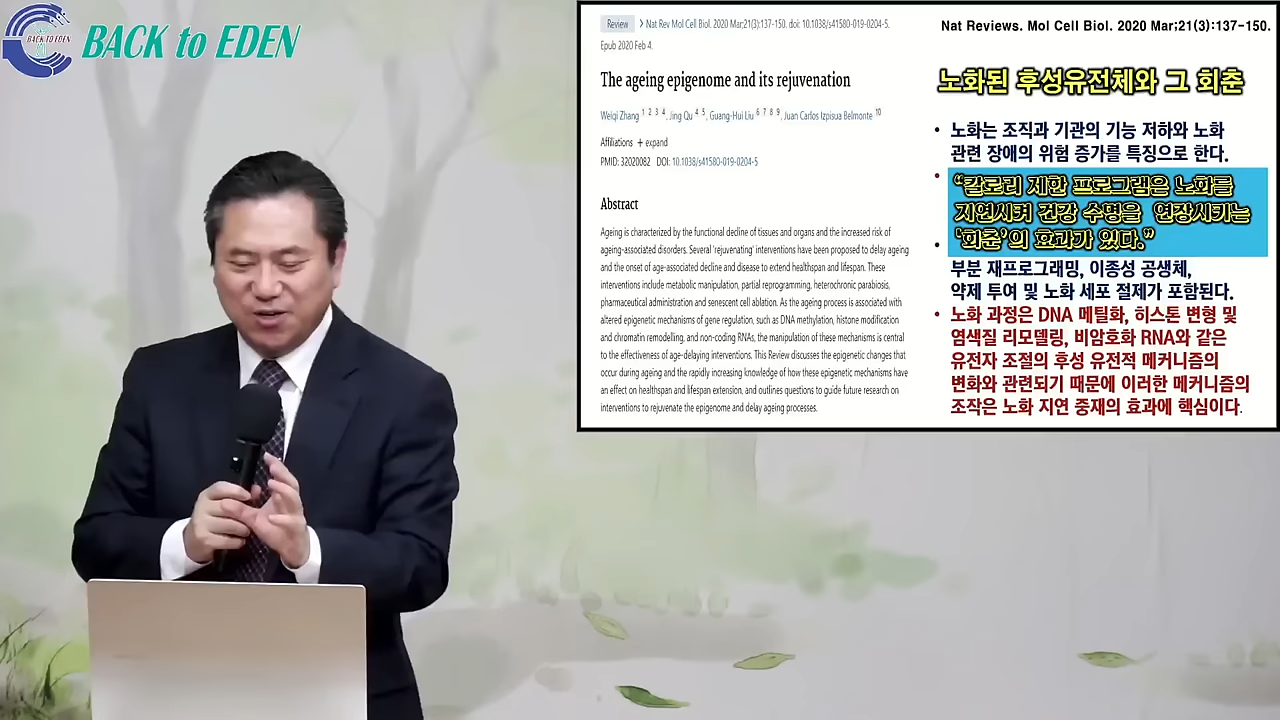 BACK TO EDEN
BACK to EDEN
Review
Nat Rev Mol Cell Biol. 2020 Mar;21(3):137-150. doi: 10.1038/s41580-019-0204-5.
Epub 2020 Feb 4.
The ageing epigenome and its rejuvenation
Weiqi Zhang 1 2 3 4, Jing Qu 4 5, Guang-Hui Liu 6 7 8 9, Juan Carlos Izpisua Belmonte 10
Affiliations + expand
PMID: 32020082 DOI: 10.1038/s41580-019-0204-5
Abstract
Ageing is characterized by the functional decline of tissues and organs and the increased risk of
ageing-associated disorders. Several 'rejuvenating' interventions have been proposed to delay ageing
and the onset of age-associated decline and disease to extend healthspan and lifespan. These
interventions include metabolic manipulation, partial reprogramming, heterochronic parabiosis,
pharmaceutical administration and senescent cell ablation. As the ageing process is associated with
altered epigenetic mechanisms of gene regulation, such as DNA methylation, histone modification
and chromatin remodelling, and non-coding RNAs, the manipulation of these mechanisms is central
to the effectiveness of age-delaying interventions. This Review discusses the epigenetic changes that
occur during ageing and the rapidly increasing knowledge of how these epigenetic mechanisms have
an effect on healthspan and lifespan extension, and outlines questions to guide future research on
interventions to rejuvenate the epigenome and delay ageing processes.
Nat Reviews. Mol Cell Biol. 2020 Mar;21(3):137-150.
노화된 후성유전체와 그 회춘
• 노화는 조직과 기관의 기능 저하와 노화
관련 장애의 위험 증가를 특징으로 한다.
• “칼로리 제한 프로그램은 노화를
지연시켜 건강 수명을 연장시키는
'회춘'의 효과가 있다.”
• 부분 재프로그래밍, 이종성 공생체,
약제 투여 및 노화 세포 절제가 포함된다.
• 노화 과정은 DNA 메틸화, 히스톤 변형 및
염색질 리모델링, 비암호화 RNA와 같은
유전자 조절의 후성 유전적 메커니즘의
변화와 관련되기 때문에 이러한 메커니즘의
조작은 노화 지연 중재의 효과에 핵심이다.